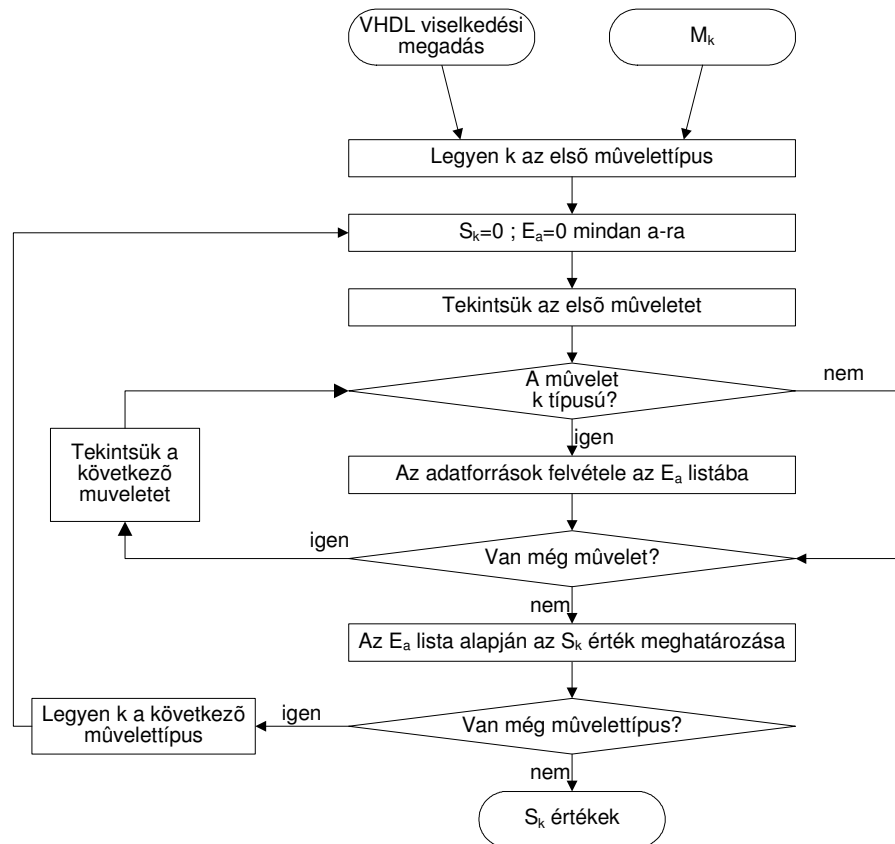 VHDL viselkedési
megadás
Mₖ
Legyen k az elsõ mûvelettípus
Sₖ=0 ; Eₐ=0 mindan a-ra
Tekintsük az elsõ mûveletet
A mûvelet
k típusú?
nem
igen
Tekintsük a
következõ
muveletet
Az adatforrások felvétele az Eₐ listába
igen
Van még mûvelet?
nem
Az Eₐ lista alapján az Sₖ érték meghatározása
Legyen k a következõ
mûvelettípus
igen
Van még mûvelettípus?
nem
Sₖ értékek